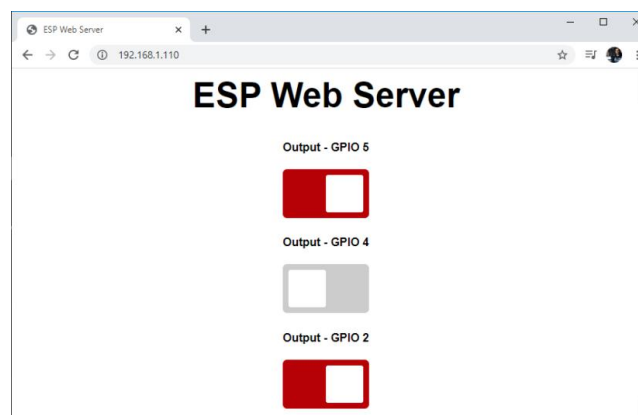 ESP Web Server
192.168.1.110
ESP Web Server
Output - GPIO 5
Output - GPIO 4
Output - GPIO 2